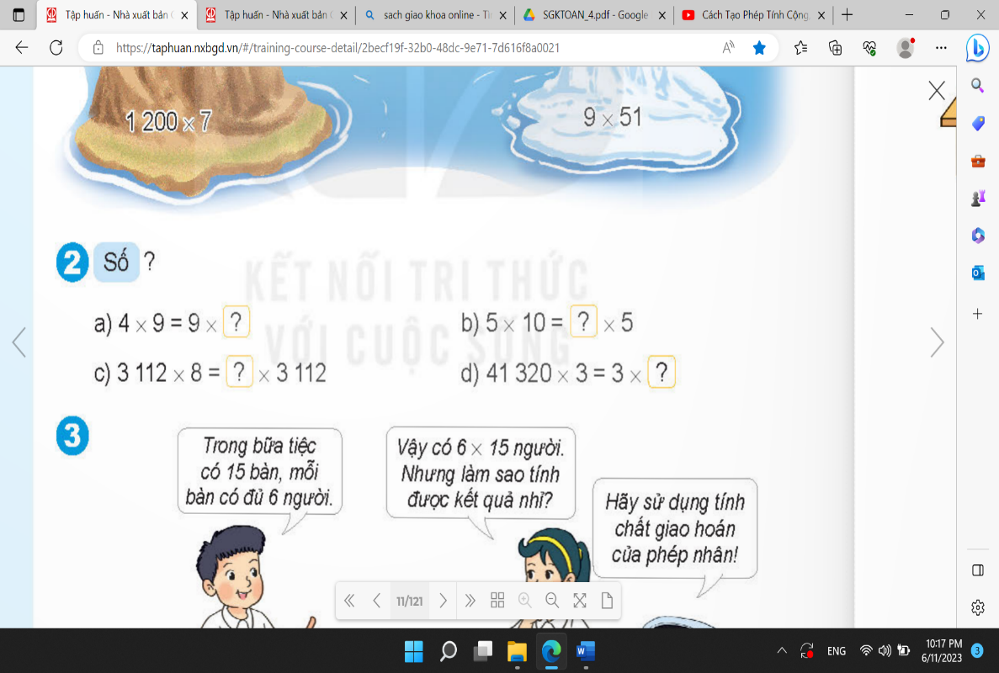 Tập huấn - Nhà xuất bản
Tập huấn - Nhà xuất bản
sach giao khoa online - Ti
SGKTOAN_4.pdf - Google
Cách Tạo Phép Tính Cộng,
https://taphuan.nxbgd.vn/#/training-course-detail/2becf19f-32b0-48dc-9e71-7d616f8a0021
1 200 × 7
9 × 51
KẾT NỐI TRI THỨC
VỚI CUỘC SỐNG
2 Số ?
a) 4 × 9 = 9 × ?
b) 5 × 10 = ? × 5
c) 3 112 × 8 = ? × 3 112
d) 41 320 × 3 = 3 × ?
3
Trong bữa tiệc
có 15 bàn, mỗi
bàn có đủ 6 người.
Vậy có 6 × 15 người.
Nhưng làm sao tính
được kết quả nhỉ?
Hãy sử dụng tính
chất giao hoán
của phép nhân!
11/121
ENG
10:17 PM
6/11/2023
3